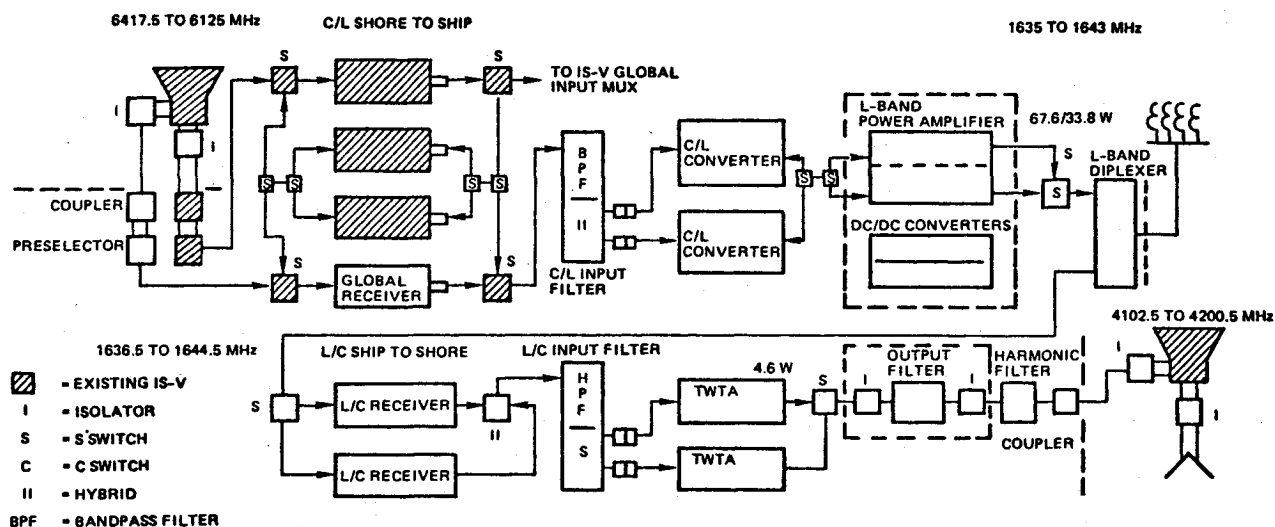 6417.5 TO 6125 MHz
C/L SHORE TO SHIP
1635 TO 1643 MHz
S
S
TO IS-V GLOBAL
INPUT MUX
I
I
L-BAND
POWER AMPLIFIER
67.6/33.8 W
S
L-BAND
DIPLEXER
B
P
F
II
C/L
CONVERTER
S
S
S
S
S
S
S
COUPLER
PRESELECTOR
C/L
CONVERTER
DC/DC CONVERTERS
S
S
GLOBAL
RECEIVER
C/L INPUT
FILTER
4102.5 TO 4200.5 MHz
1636.5 TO 1644.5 MHz
L/C SHIP TO SHORE
L/C INPUT FILTER
OUTPUT
FILTER
HARMONIC
FILTER
I
= EXISTING IS-V
I = ISOLATOR
S = S SWITCH
C = C SWITCH
II = HYBRID
BPF = BANDPASS FILTER
S
L/C RECEIVER
II
L/C RECEIVER
H
P
F
S
4.6 W
TWTA
TWTA
S
I
I
COUPLER
I